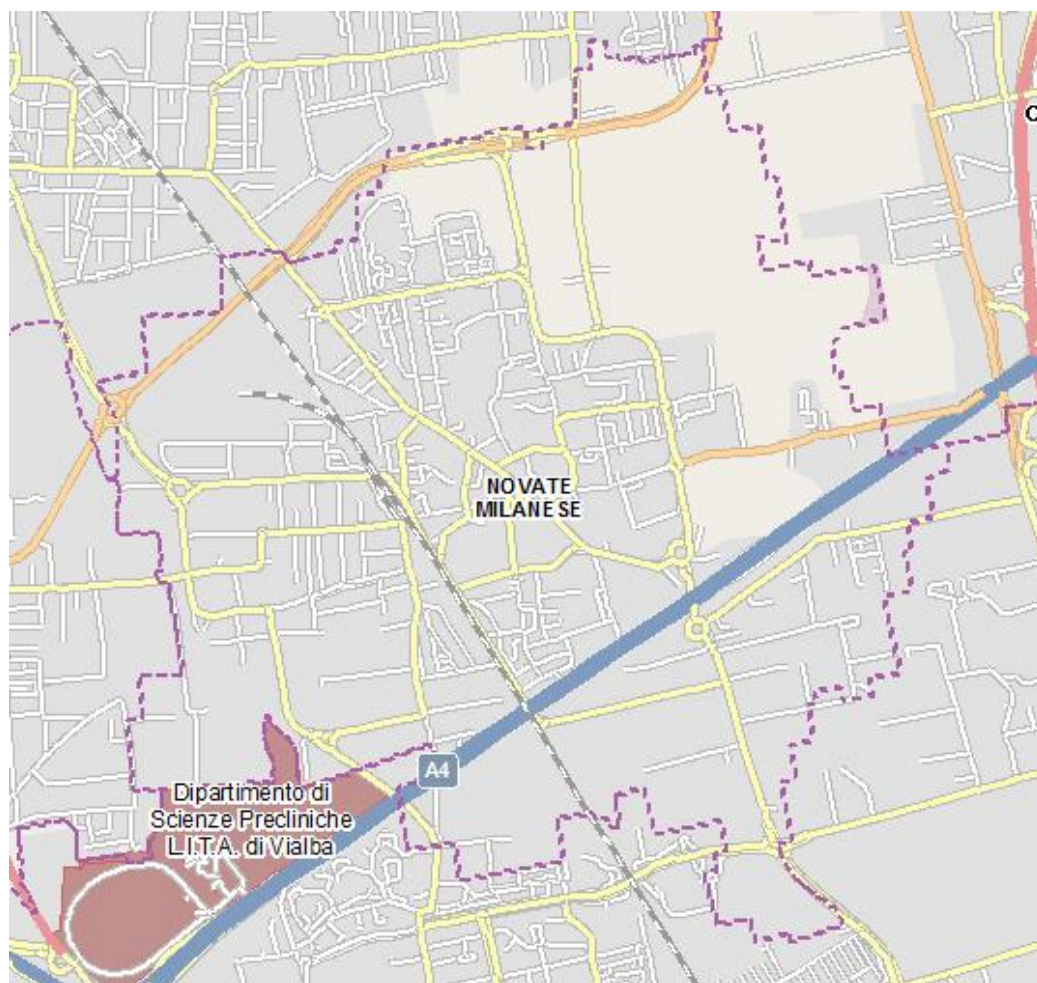 C
NOVATE
MILANESE
A4
Dipartimento di
Scienze Precliniche
L.I.T.A. di Vialba